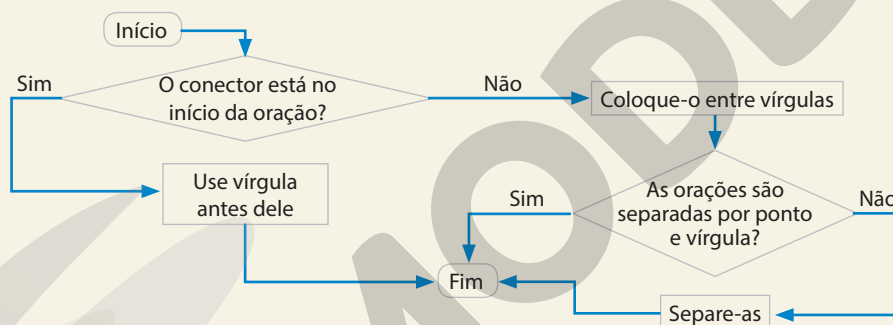 Início
Sim
O conector está no
início da oração?
Não
Coloque-o entre vírgulas
Use vírgula
antes dele
Sim
As orações são
separadas por ponto
e vírgula?
Não
Fim
Separe-as